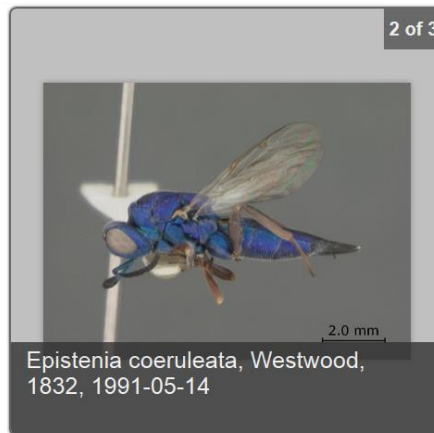 2 of 3
2.0 mm
Epistenia coeruleata, Westwood,
1832, 1991-05-14